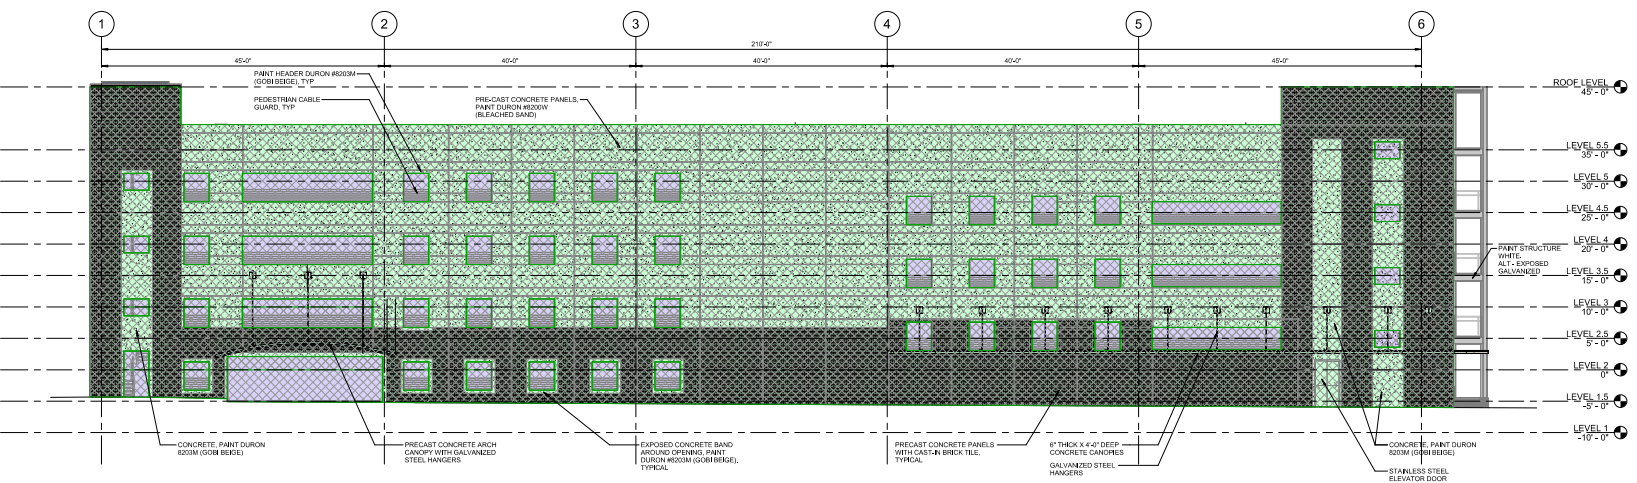 1
2
3
4
5
6
210'-0"
45'-0"
40'-0"
40'-0"
40'-0"
45'-0"
PAINT HEADER DURON #8203M
(GOBI BEIGE), TYP
PEDESTRIAN CABLE
GUARD, TYP
PRE-CAST CONCRETE PANELS,
PAINT DURON #8200W
(BLEACHED SAND)
ROOF LEVEL
45' - 0"
LEVEL 5.5
35' - 0"
LEVEL 5
30' - 0"
LEVEL 4.5
25' - 0"
LEVEL 4
20' - 0"
LEVEL 3.5
15' - 0"
LEVEL 3
10' - 0"
LEVEL 2.5
5' - 0"
LEVEL 2
0"
LEVEL 1.5
-5' - 0"
LEVEL 1
-10' - 0"
PAINT STRUCTURE
WHITE.
ALT - EXPOSED
GALVANIZED
CONCRETE, PAINT DURON
8203M (GOBI BEIGE)
PRECAST CONCRETE ARCH
CANOPY WITH GALVANIZED
STEEL HANGERS
EXPOSED CONCRETE BAND
AROUND OPENING, PAINT
DURON #8203M (GOBI BEIGE),
TYPICAL
PRECAST CONCRETE PANELS
WITH CAST-IN BRICK TILE,
TYPICAL
6" THICK X 4'-0" DEEP
CONCRETE CANOPIES
GALVANIZED STEEL
HANGERS
CONCRETE, PAINT DURON
8203M (GOBI BEIGE)
STAINLESS STEEL
ELEVATOR DOOR